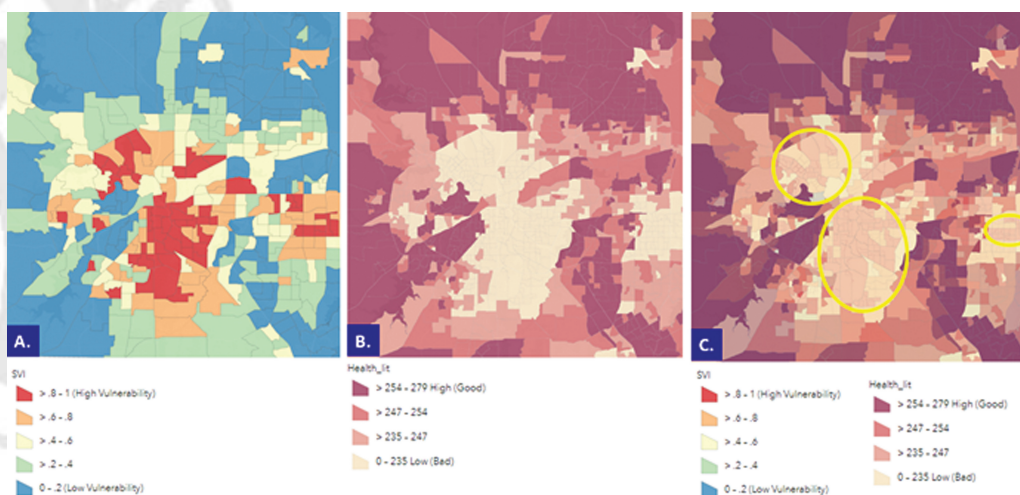 A.
B.
C.
SVI
> .8 - 1 (High Vulnerability)
> .6 - .8
> .4 - .6
> .2 - .4
0 - .2 (Low Vulnerability)
Health_lit
> 254 - 279 High (Good)
> 247 - 254
> 235 - 247
0 - 235 Low (Bad)
SVI
> .8 - 1 (High Vulnerability)
> .6 - .8
> .4 - .6
> .2 - .4
0 - .2 (Low Vulnerability)
Health_lit
> 254 - 279 High (Good)
> 247 - 254
> 235 - 247
0 - 235 Low (Bad)